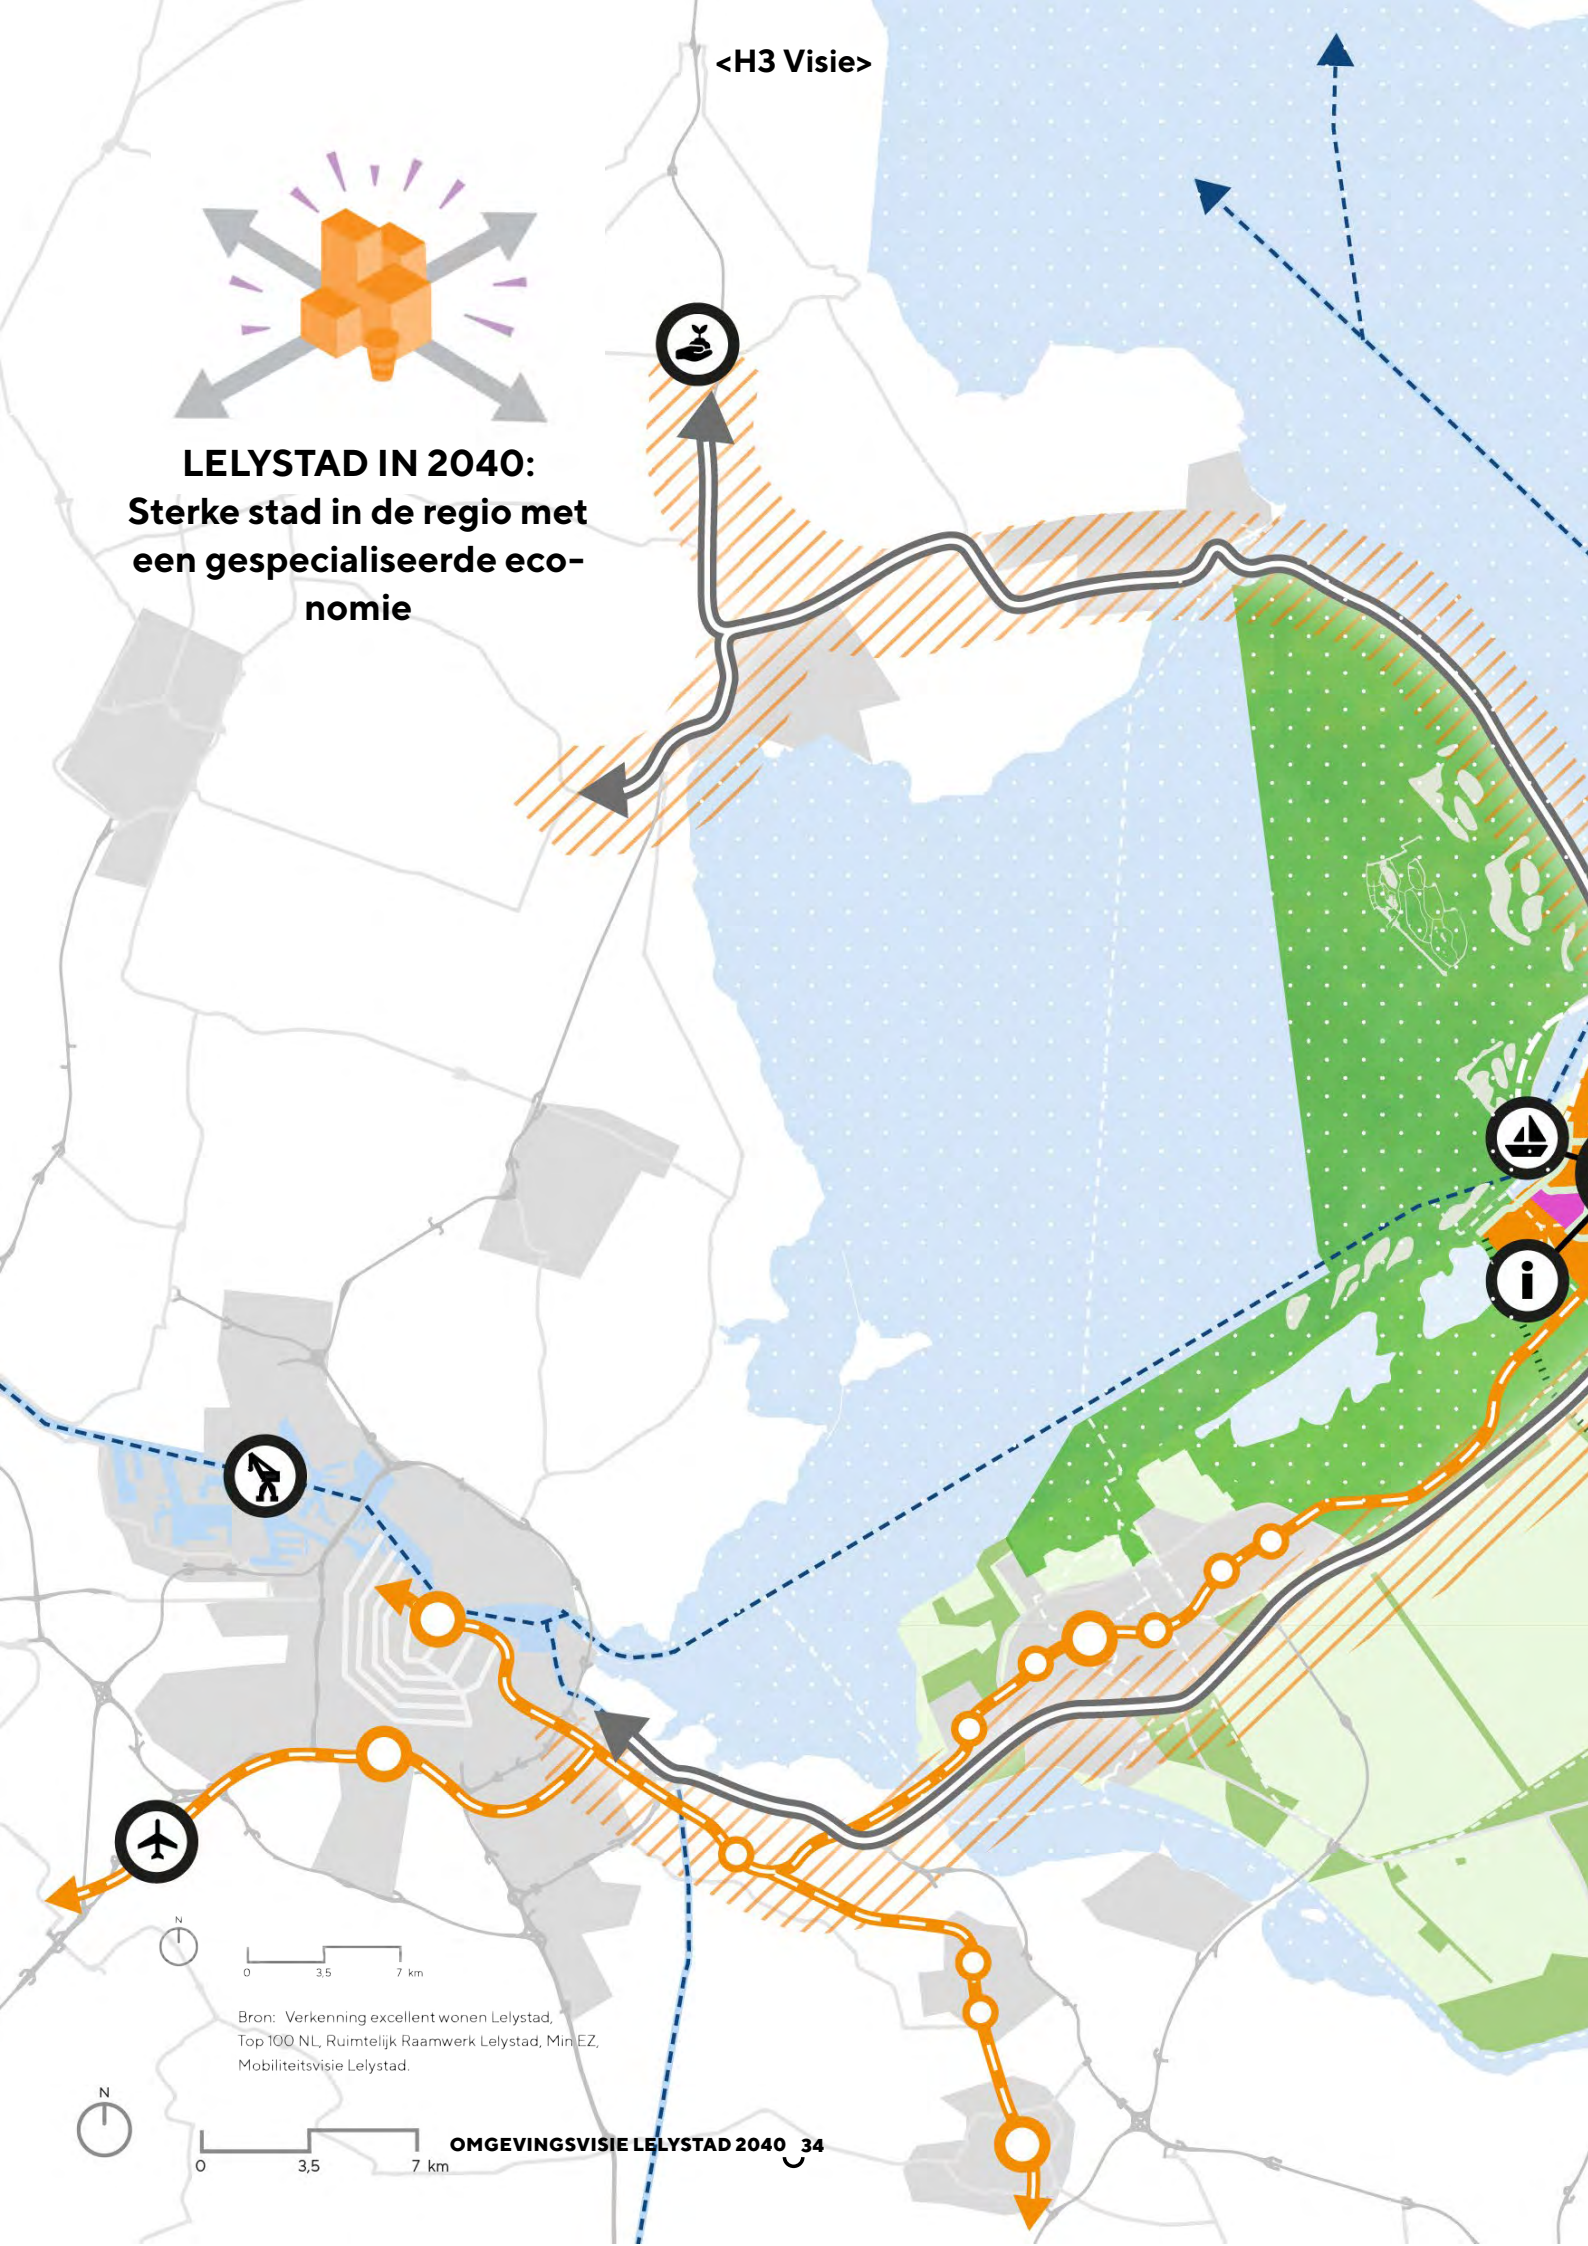 <H3 Visie>
LELYSTAD IN 2040:
Sterke stad in de regio met
een gespecialiseerde eco-
nomie
i
N
0 3,5 7 km
Bron: Verkenning excellent wonen Lelystad,
Top 100 NL, Ruimtelijk Raamwerk Lelystad, Min EZ,
Mobiliteitsvisie Lelystad.
N
0 3,5 7 km
OMGEVINGSVISIE LELYSTAD 2040 34